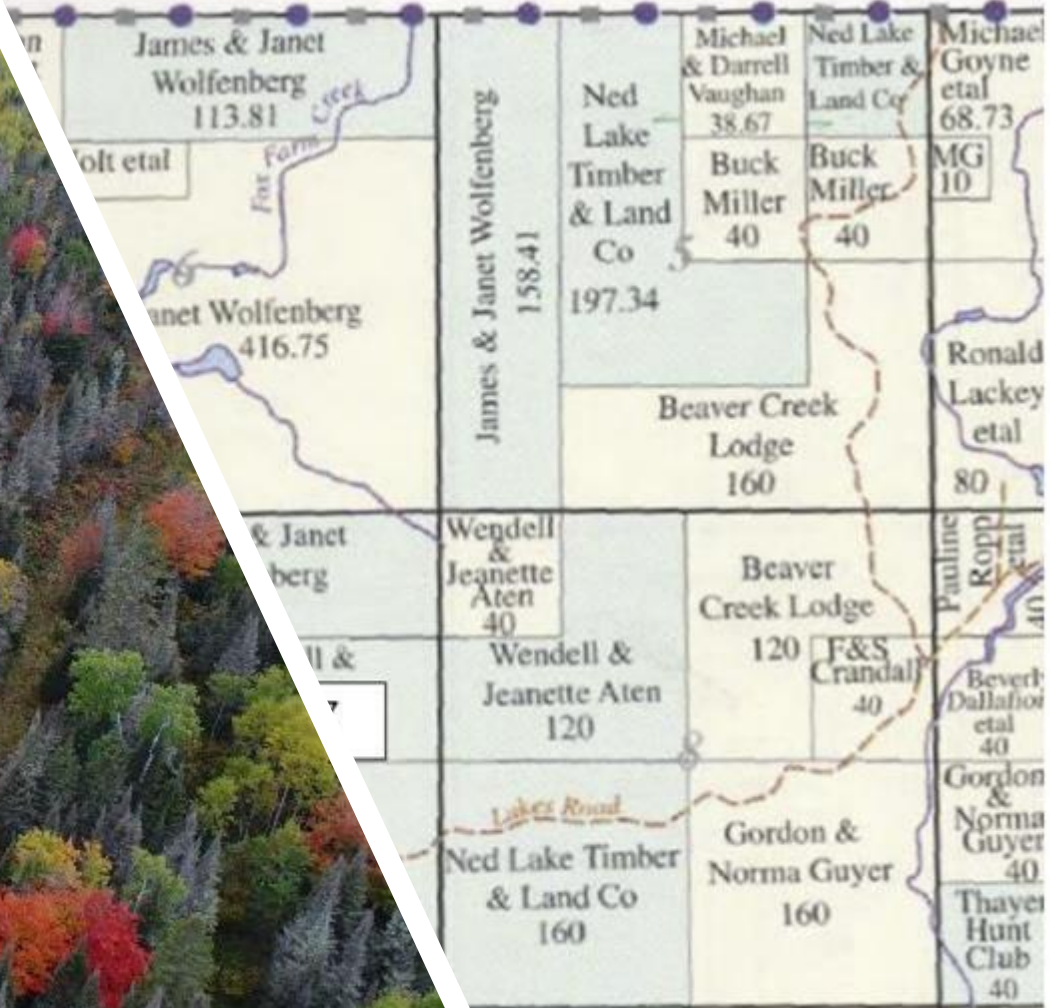 James & Janet
Wolfenberg
113.81
Fox Farm Creek
olt etal
6
anet Wolfenberg
416.75
James & Janet Wolfenberg
158.41
Ned
Lake
Timber
& Land
Co
197.34
5
Michael
& Darrell
Vaughan
38.67
Ned Lake
Timber &
Land Co
Michael
Goyne
etal
68.73
Buck
Miller
40
Buck
Miller
40
MG
10
Beaver Creek
Lodge
160
Ronald
Lackey
etal
80
& Janet
berg
Wendell
&
Jeanette
Aten
40
Wendell &
Jeanette Aten
120
Beaver
Creek Lodge
120
F&S
Crandall
40
Pauline
Ropp
etal
40
ll &
8
Beverly
Dallafior
etal
40
Lakes Road
Ned Lake Timber
& Land Co
160
Gordon &
Norma Guyer
160
Gordon
&
Norma
Guyer
40
Thayer
Hunt
Club
40